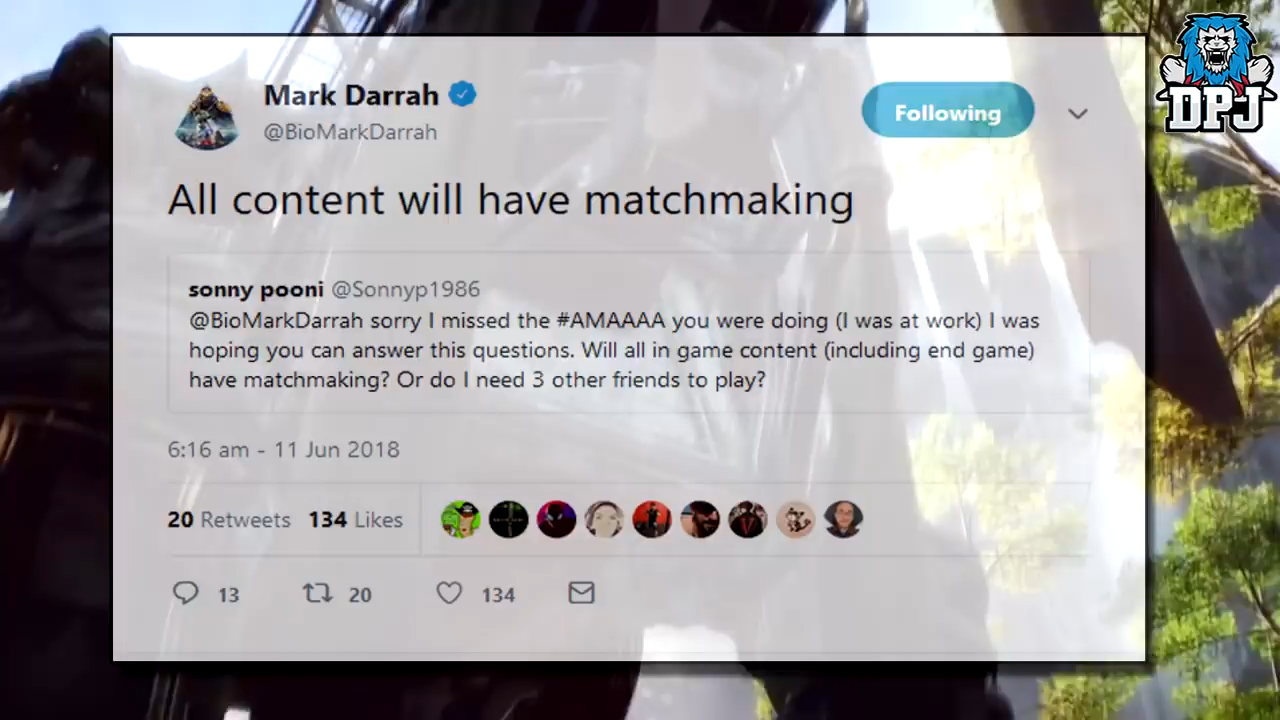 DPJ
Mark Darrah
@BioMarkDarrah
Following
All content will have matchmaking
sonny pooni @Sonnyp1986
@BioMarkDarrah sorry I missed the #AMAAAA you were doing (I was at work) I was
hoping you can answer this questions. Will all in game content (including end game)
have matchmaking? Or do I need 3 other friends to play?
6:16 am - 11 Jun 2018
20 Retweets 134 Likes
13 20 134